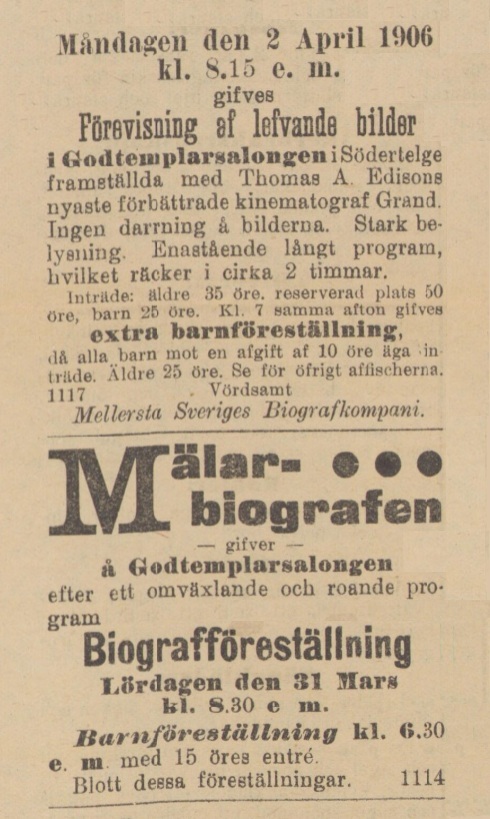 Måndagen den 2 April 1906
kl. 8.15 e. m.
gifves
Förevisning af lefvande bilder
i Godtemplarsalongen i Södertelge
framställda med Thomas A. Edisons
nyaste förbättrade kinematograf Grand.
Ingen darrning å bilderna. Stark be-
lysning. Enastående långt program,
hvilket räcker i cirka 2 timmar.
Inträde: äldre 35 öre, reserverad plats 50
öre, barn 25 öre. Kl. 7 samma afton gifves
extra barnföreställning,
då alla barn mot en afgift af 10 öre äga in-
träde. Äldre 25 öre. Se för öfrigt affischerna.
1117 Vördsamt
Mellersta Sveriges Biografkompani.
Mälar-
biografen
— gifver —
å Godtemplarsalongen
efter ett omväxlande och roande pro-
gram
Biografföreställning
Lördagen den 31 Mars
kl. 8.30 e m.
Barnföreställning kl. 6.30
e. m. med 15 öres entré.
Blott dessa föreställningar. 1114